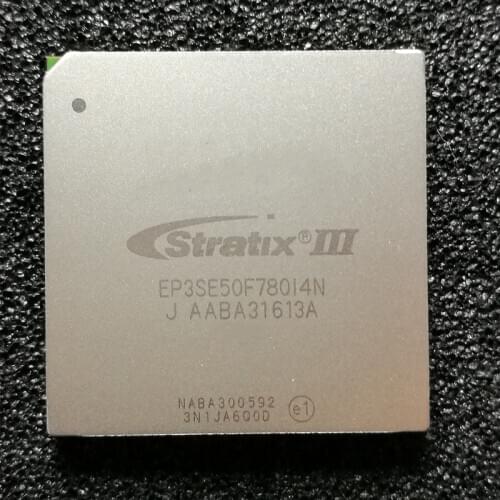 Stratix® III
EP3SE50F780I4N
J AABA31613A
NABA300592
3N1JA6Q0D
e1